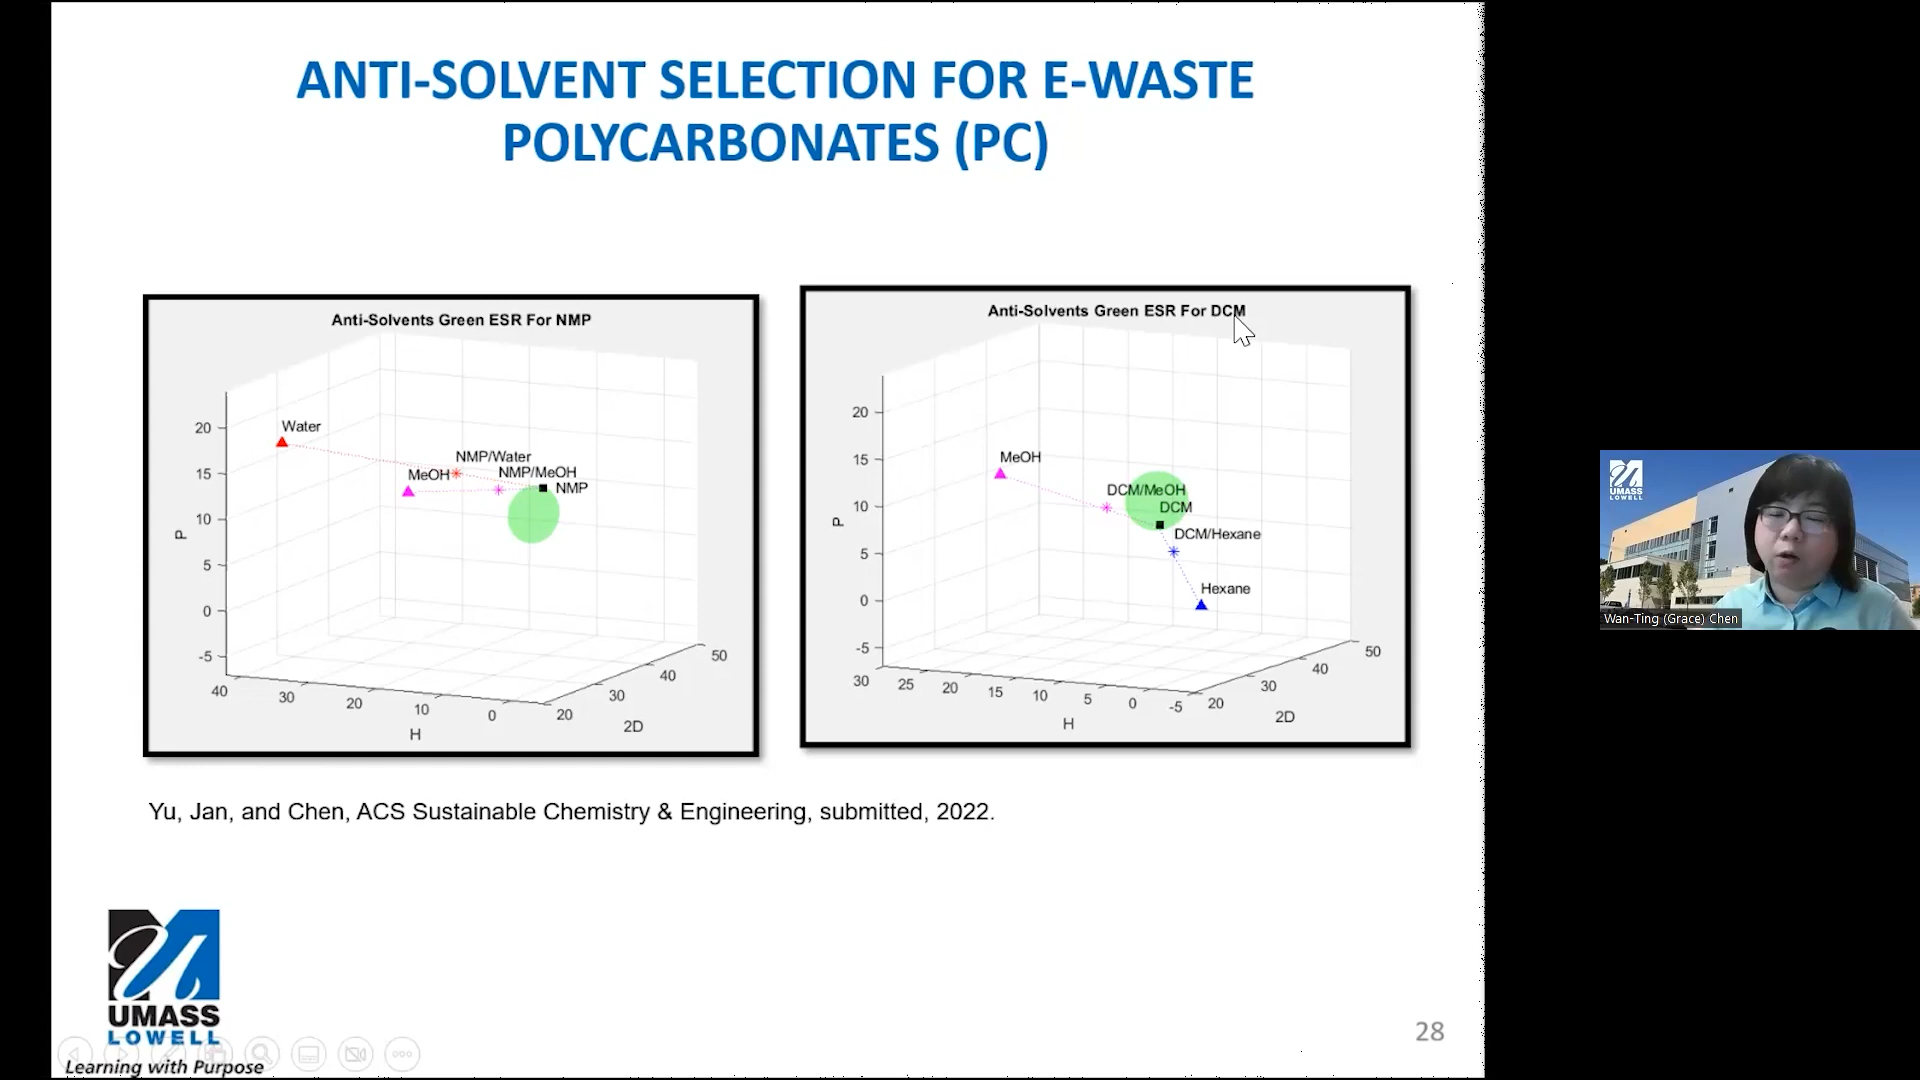 ANTI-SOLVENT SELECTION FOR E-WASTE
POLYCARBONATES (PC)
Anti-Solvents Green ESR For NMP
20
15
10
5
0
-5
P
Water
NMP/Water
MeOH
NMP/MeOH
NMP
40
30
20
10
0
H
20
30
40
50
2D
Anti-Solvents Green ESR For DCM
20
15
10
5
0
-5
P
MeOH
DCM/MeOH
DCM
DCM/Hexane
Hexane
30
25
20
15
10
5
0
-5
H
20
30
40
50
2D
Yu, Jan, and Chen, ACS Sustainable Chemistry & Engineering, submitted, 2022.
UMASS
LOWELL
Learning with Purpose
28
UMASS
LOWELL
Wan-Ting (Grace) Chen